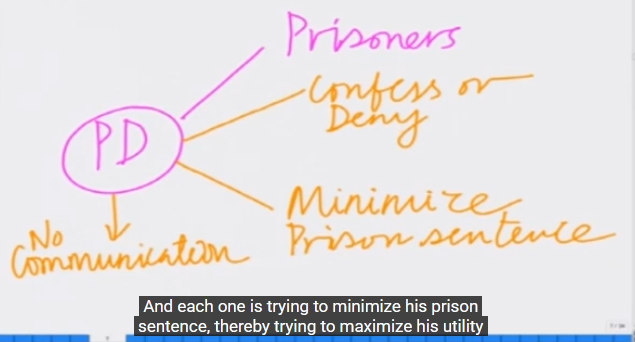 Prisoners
Confess or
Deny
PD
Minimize
Prison sentence
No
Communication
And each one is trying to minimize his prison
sentence, thereby trying to maximize his utility